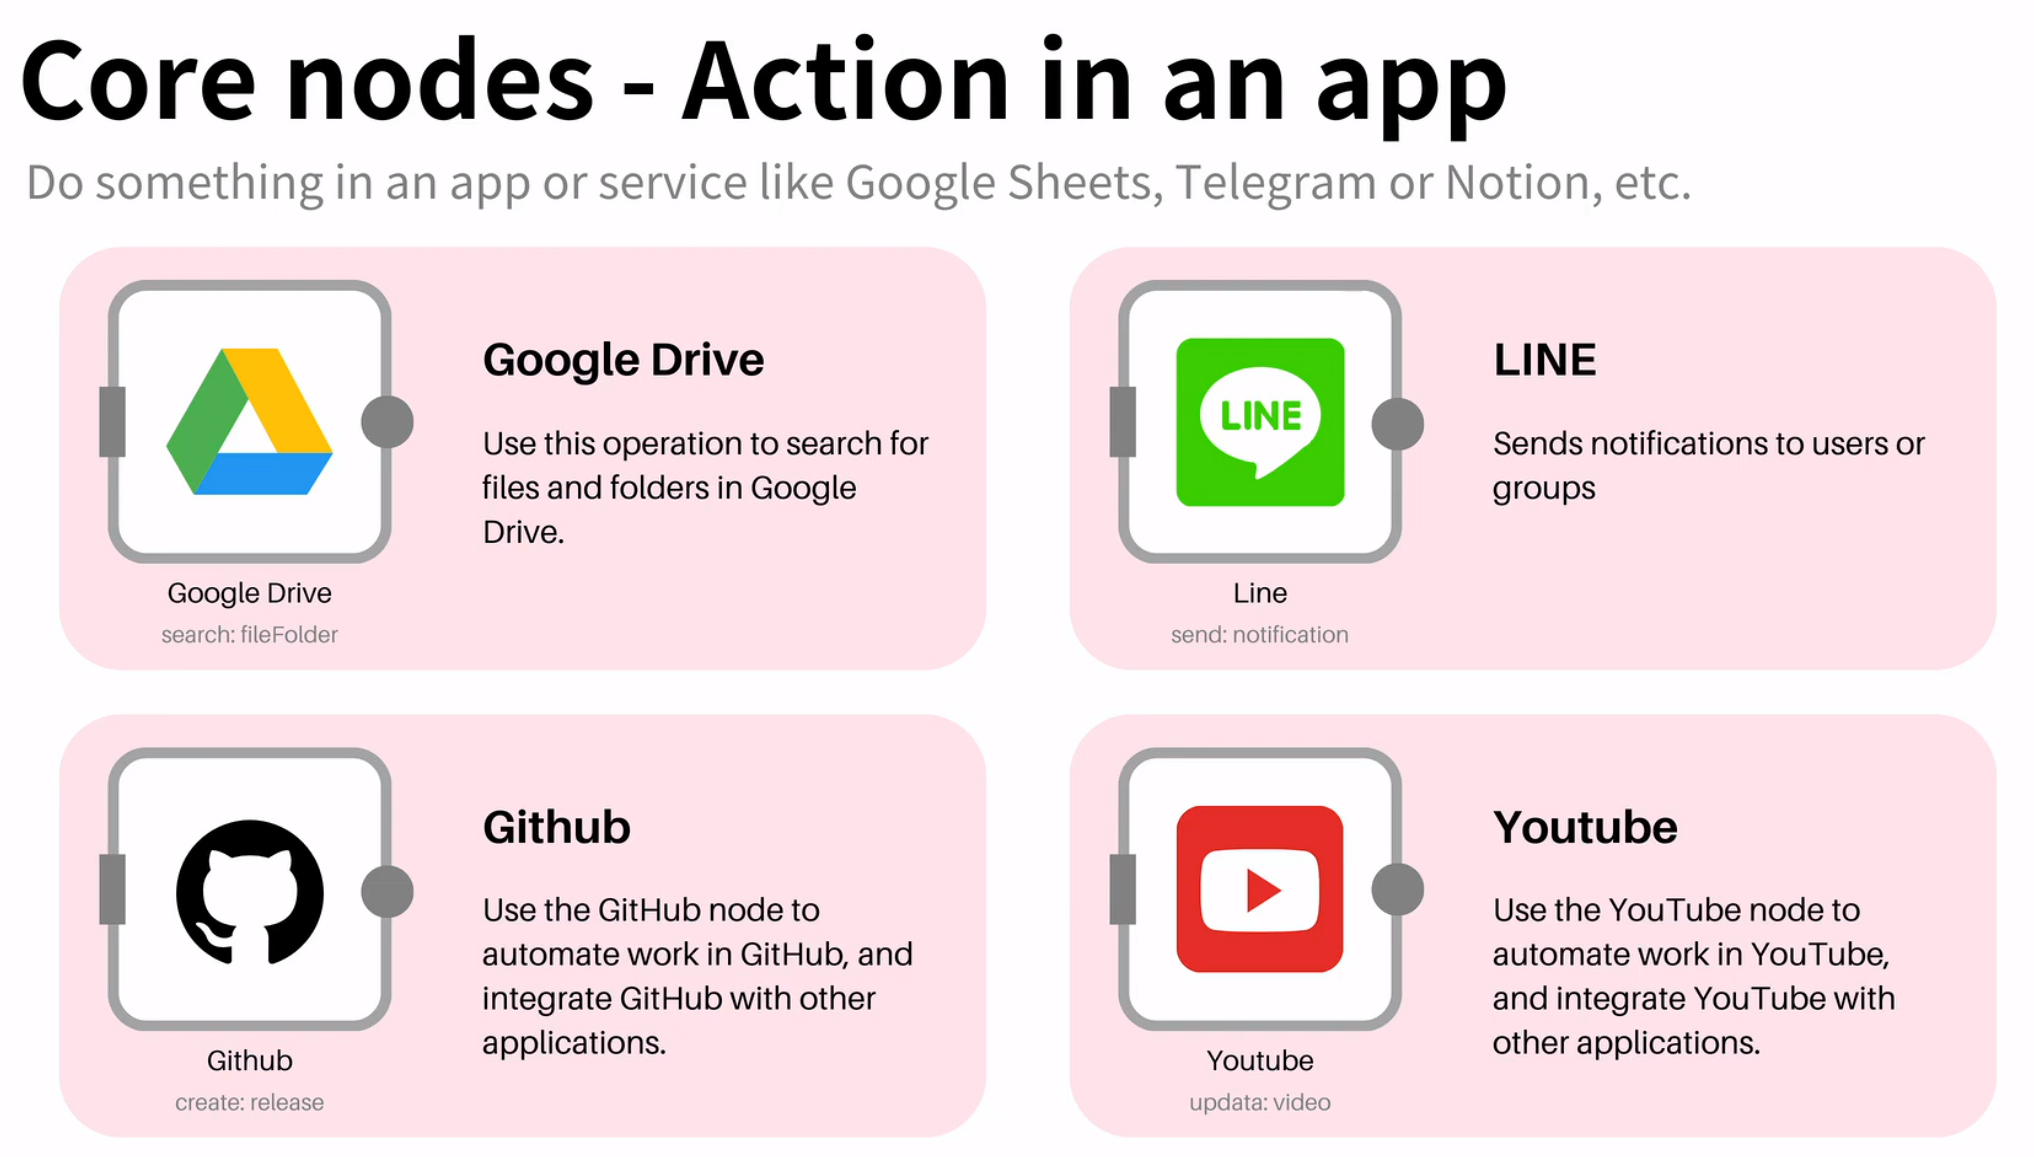 Core nodes - Action in an app
Do something in an app or service like Google Sheets, Telegram or Notion, etc.
Google Drive
Use this operation to search for
files and folders in Google
Drive.
Google Drive
search: fileFolder
LINE
LINE
Sends notifications to users or
groups
Line
send: notification
Github
Use the GitHub node to
automate work in GitHub, and
integrate GitHub with other
applications.
Github
create: release
Youtube
Use the YouTube node to
automate work in YouTube,
and integrate YouTube with
other applications.
Youtube
updata: video